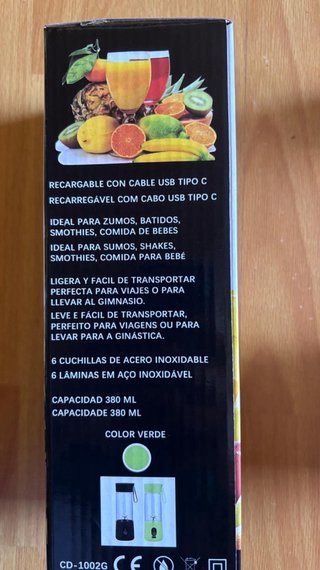 RECARGABLE CON CABLE USB TIPO C
RECARREGÁVEL COM CABO USB TIPO C
IDEAL PARA ZUMOS, BATIDOS,
SMOTHIES, COMIDA DE BEBES
IDEAL PARA SUMOS, SHAKES,
SMOTHIES, COMIDA PARA BEBÉ
LIGERA Y FACIL DE TRANSPORTAR
PERFECTA PARA VIAJES O PARA
LLEVAR AL GIMNASIO.
LEVE E FÁCIL DE TRANSPORTAR,
PERFEITO PARA VIAGENS OU PARA
LEVAR PARA A GINÁSTICA.
6 CUCHILLAS DE ACERO INOXIDABLE
6 LÂMINAS EM AÇO INOXIDÁVEL
CAPACIDAD 380 ML
CAPACIDADE 380 ML
COLOR VERDE
CD-1002G CE